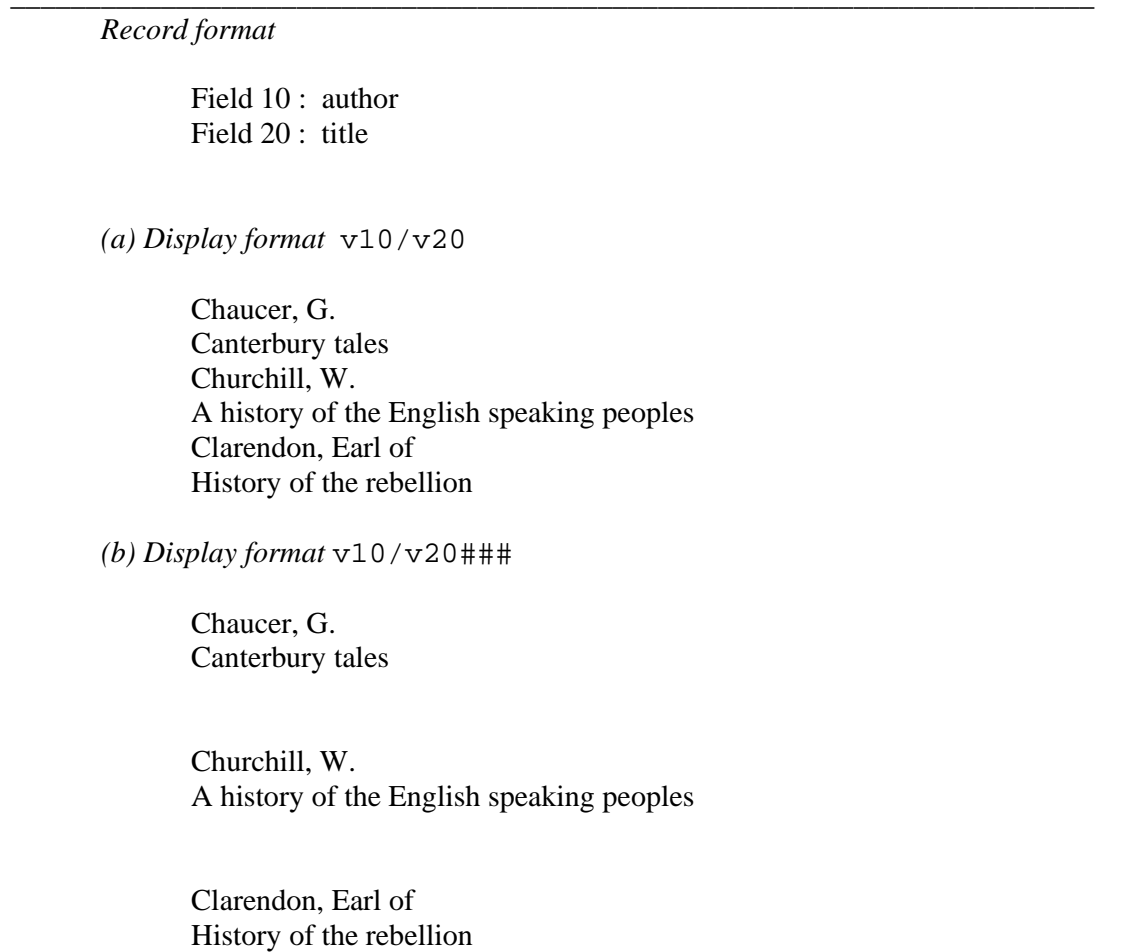 Record format
Field 10 : author
Field 20 : title
(a) Display format v10/v20
Chaucer, G.
Canterbury tales
Churchill, W.
A history of the English speaking peoples
Clarendon, Earl of
History of the rebellion
(b) Display format v10/v20###
Chaucer, G.
Canterbury tales
Churchill, W.
A history of the English speaking peoples
Clarendon, Earl of
History of the rebellion